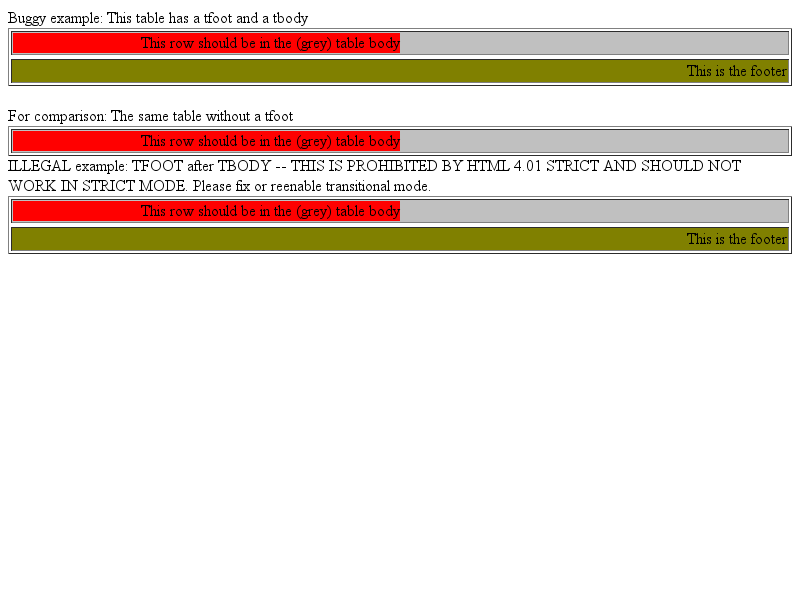 Buggy example: This table has a tfoot and a tbody
This row should be in the (grey) table body
This is the footer
For comparison: The same table without a tfoot
This row should be in the (grey) table body
ILLEGAL example: TFOOT after TBODY -- THIS IS PROHIBITED BY HTML 4.01 STRICT AND SHOULD NOT
WORK IN STRICT MODE. Please fix or reenable transitional mode.
This row should be in the (grey) table body
This is the footer